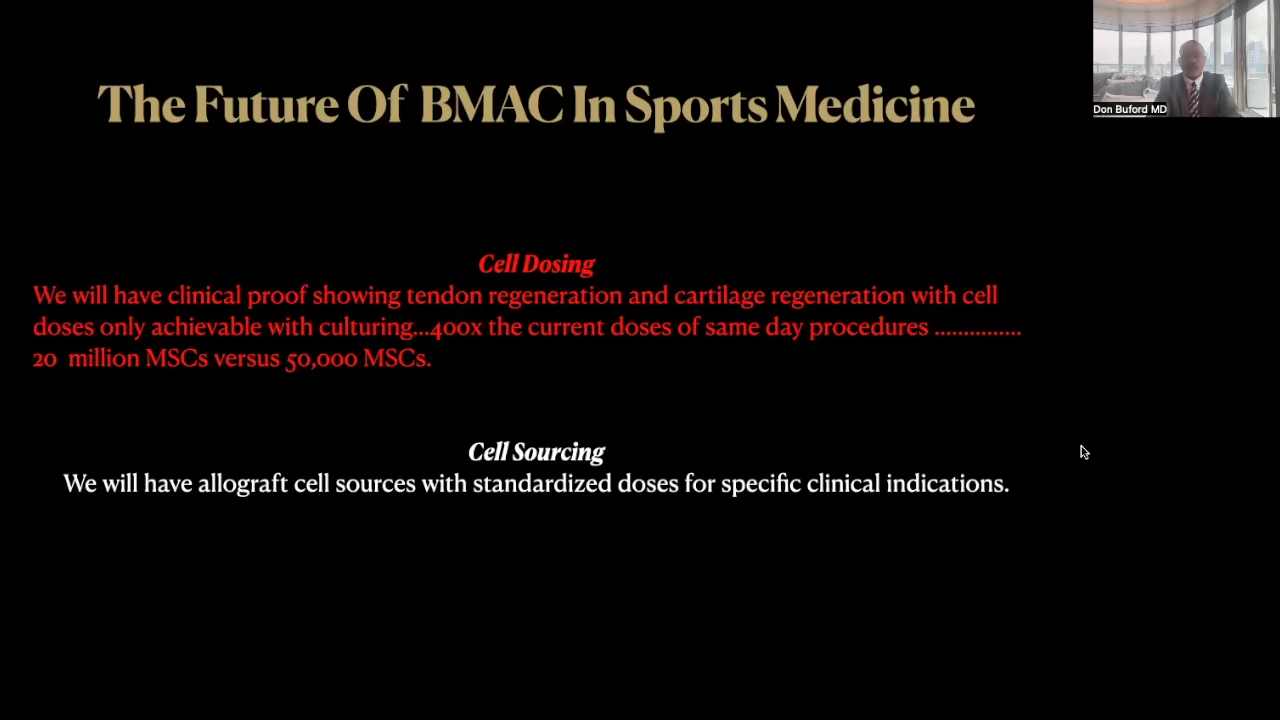 The Future Of BMAC In Sports Medicine
Don Buford MD
Cell Dosing
We will have clinical proof showing tendon regeneration and cartilage regeneration with cell
doses only achievable with culturing...400x the current doses of same day procedures ...............
20 million MSCs versus 50,000 MSCs.
Cell Sourcing
We will have allograft cell sources with standardized doses for specific clinical indications.